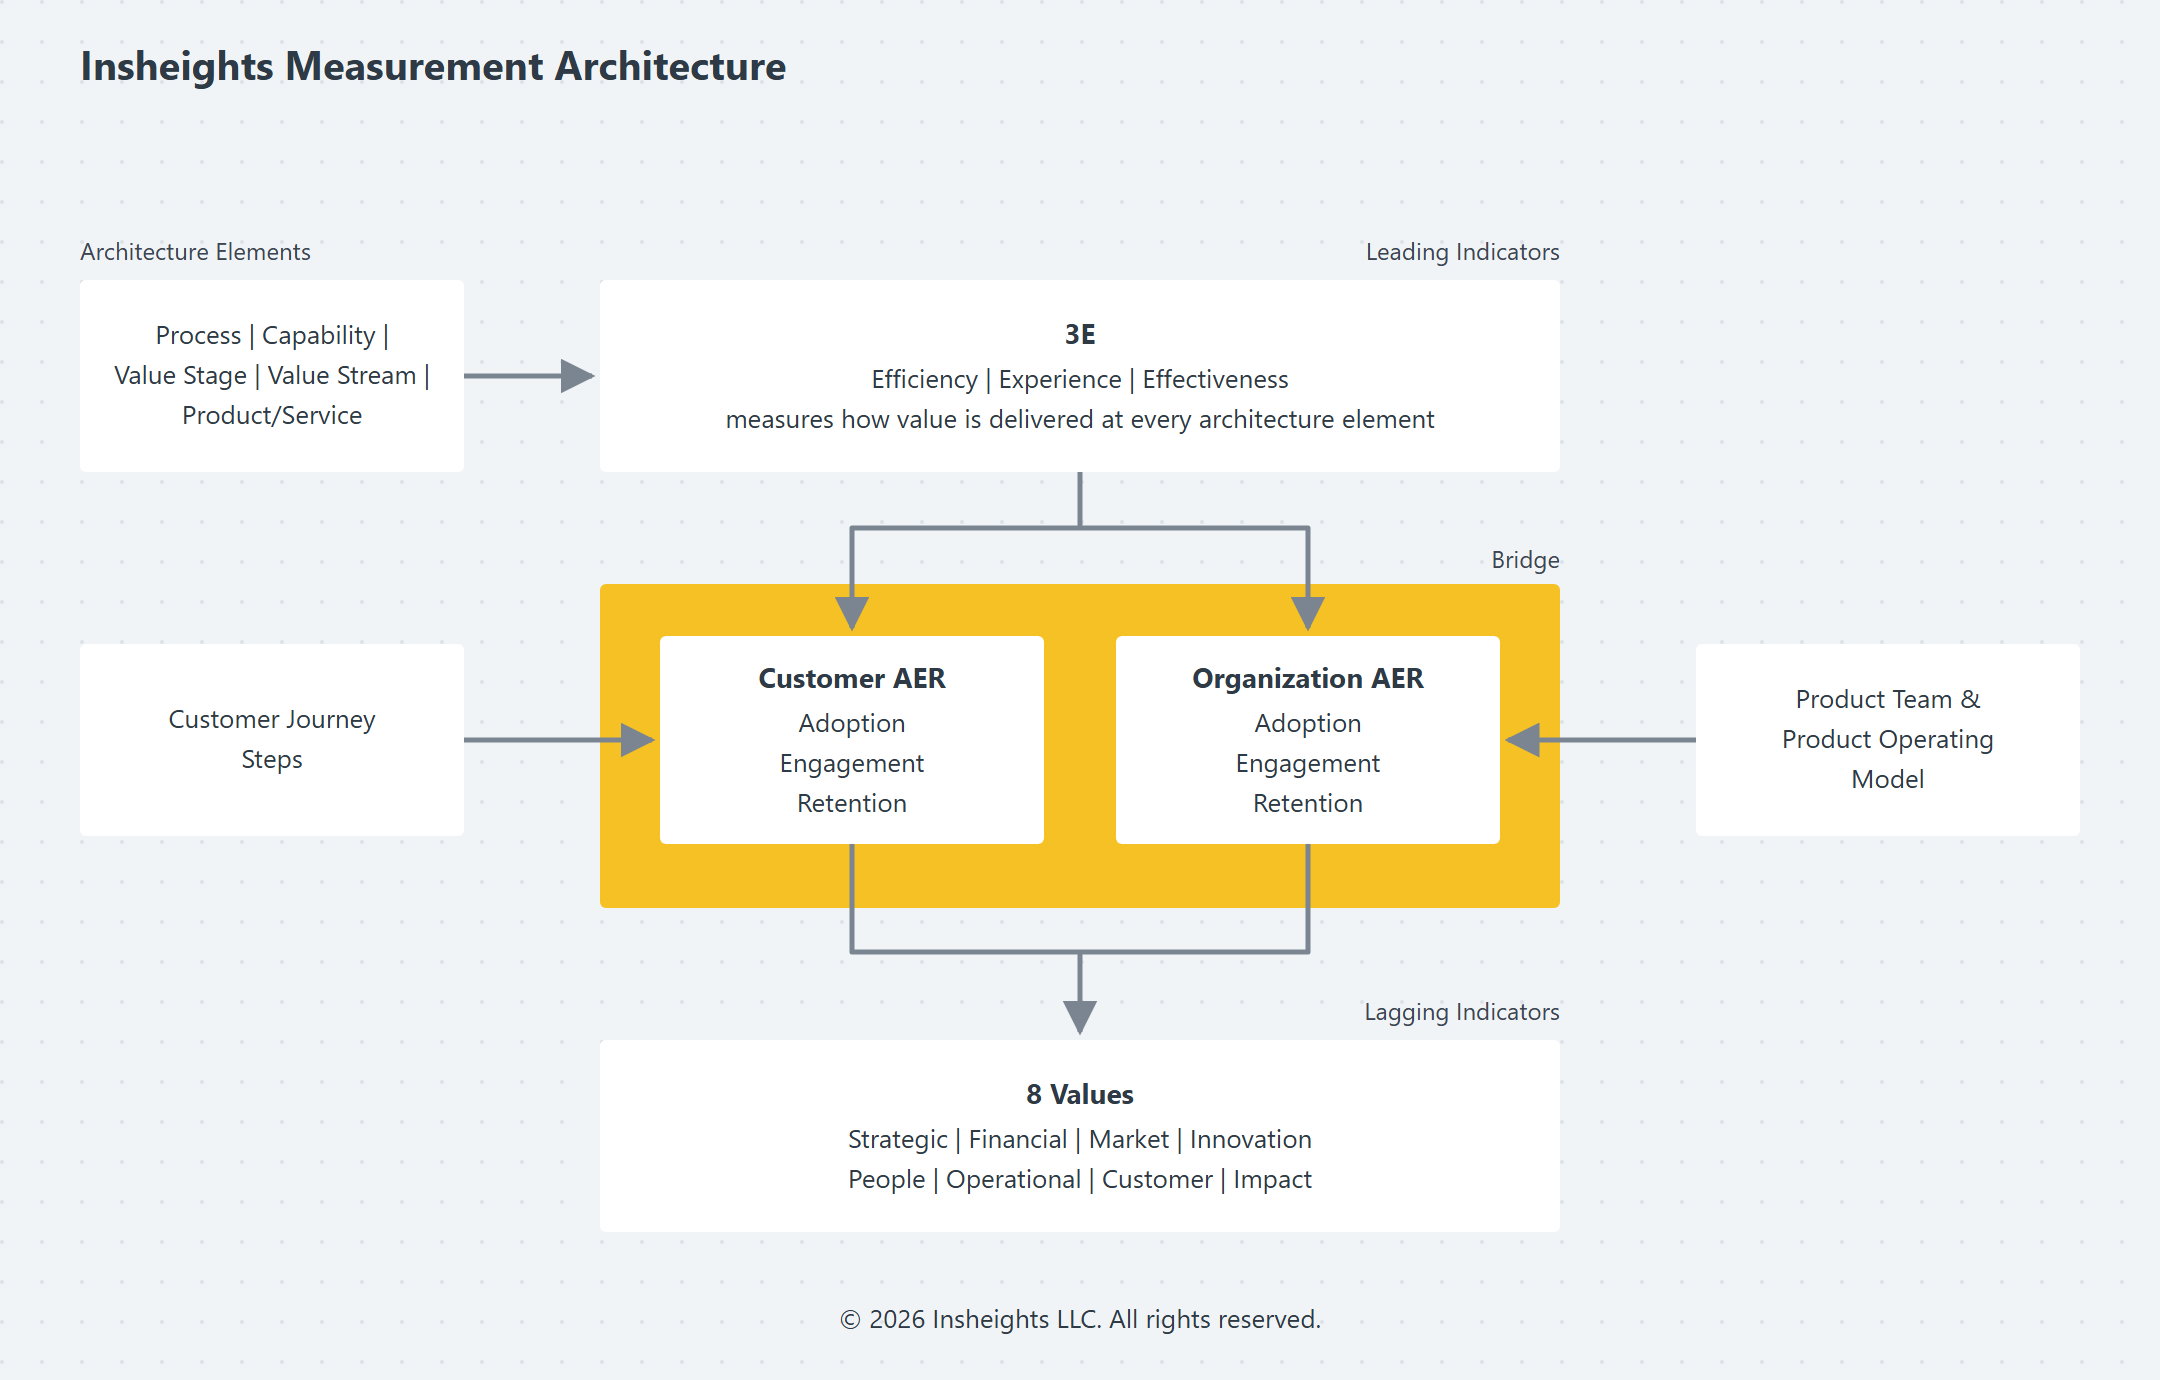 Insheights Measurement Architecture
Architecture Elements
Leading Indicators
Process | Capability |
Value Stage | Value Stream |
Product/Service
3E
Efficiency | Experience | Effectiveness
measures how value is delivered at every architecture element
Bridge
Customer Journey
Steps
Customer AER
Adoption
Engagement
Retention
Organization AER
Adoption
Engagement
Retention
Product Team &
Product Operating
Model
Lagging Indicators
8 Values
Strategic | Financial | Market | Innovation
People | Operational | Customer | Impact
© 2026 Insheights LLC. All rights reserved.